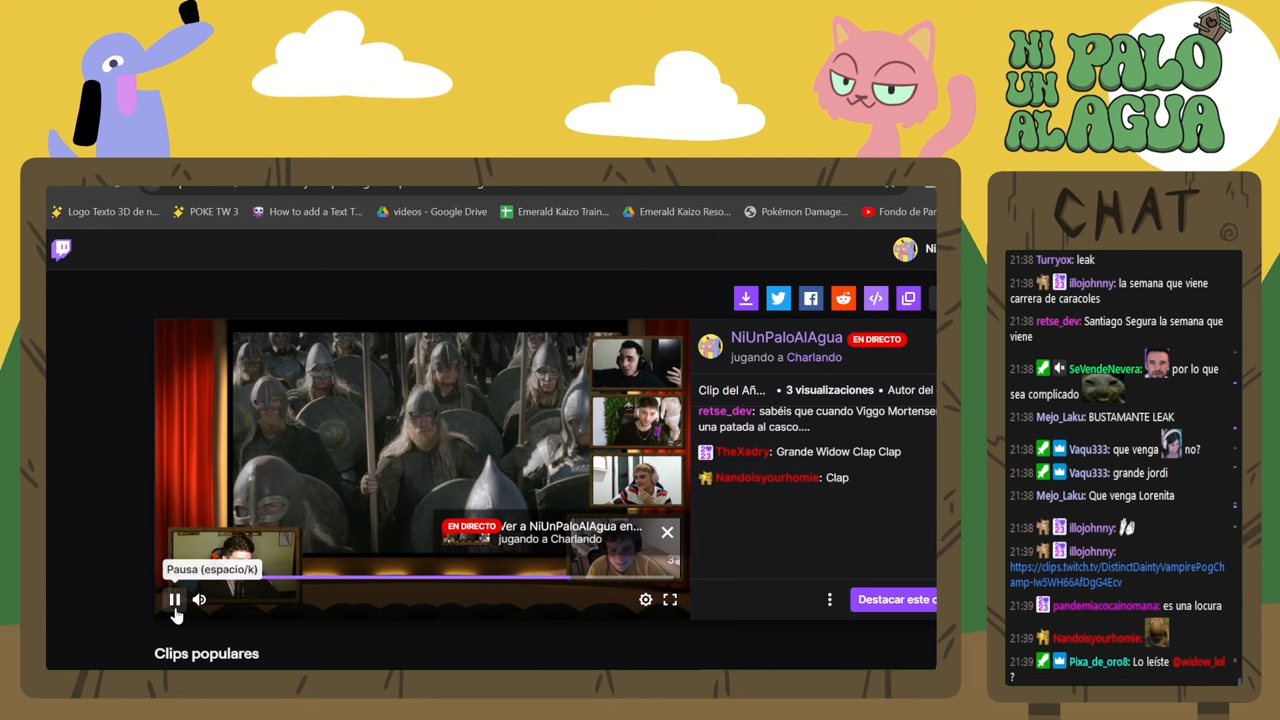 NI UN AL PALO AGUA
Logo Texto 3D de n...
POKE TW 3
How to add a Text T...
videos - Google Drive
Emerald Kaizo Train...
Emerald Kaizo Reso...
Pokémon Damage...
Fondo de Par
Ni
NiUnPaloAlAgua EN DIRECTO
jugando a Charlando
Clip del Añ... • 3 visualizaciones • Autor del
retse_dev: sabéis que cuando Viggo Mortense
una patada al casco....
TheXadry: Grande Widow Clap Clap
Nandoisyourhomie: Clap
EN DIRECTO
Ver a NiUnPaloAlAgua en...
jugando a Charlando
Pausa (espacio/k)
Destacar este c
Clips populares
CHAT
21:38 Turryox: leak
21:38 illojohnny: la semana que viene
carrera de caracoles
21:38 retse_dev: Santiago Segura la semana que
viene
21:38 SeVendeNevera: por lo que
sea complicado
21:38 Mejo_Laku: BUSTAMANTE LEAK
21:38 Vaqu333: que venga no?
21:38 Vaqu333: grande jordi
21:38 Mejo_Laku: Que venga Lorenita
21:38 illojohnny:
21:39 illojohnny:
https://clips.twitch.tv/DistinctDaintyVampirePogCh
amp-Iw5WH66AfDgG4Ecv
21:39 pandemiacocainomana: es una locura
21:39 Nandoisyourhomie:
21:39 Pixa_de_oro8: Lo leíste @widow_lol
?